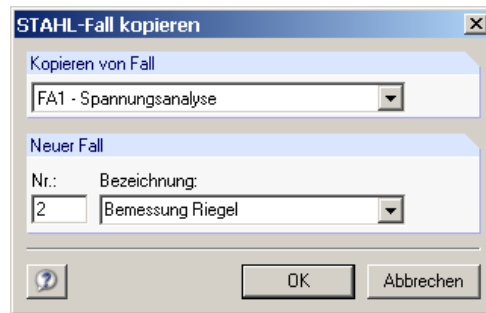 STAHL-Fall kopieren
Kopieren von Fall
FA1 - Spannungsanalyse
Neuer Fall
Nr.: Bezeichnung:
2 Bemessung Riegel
OK Abbrechen